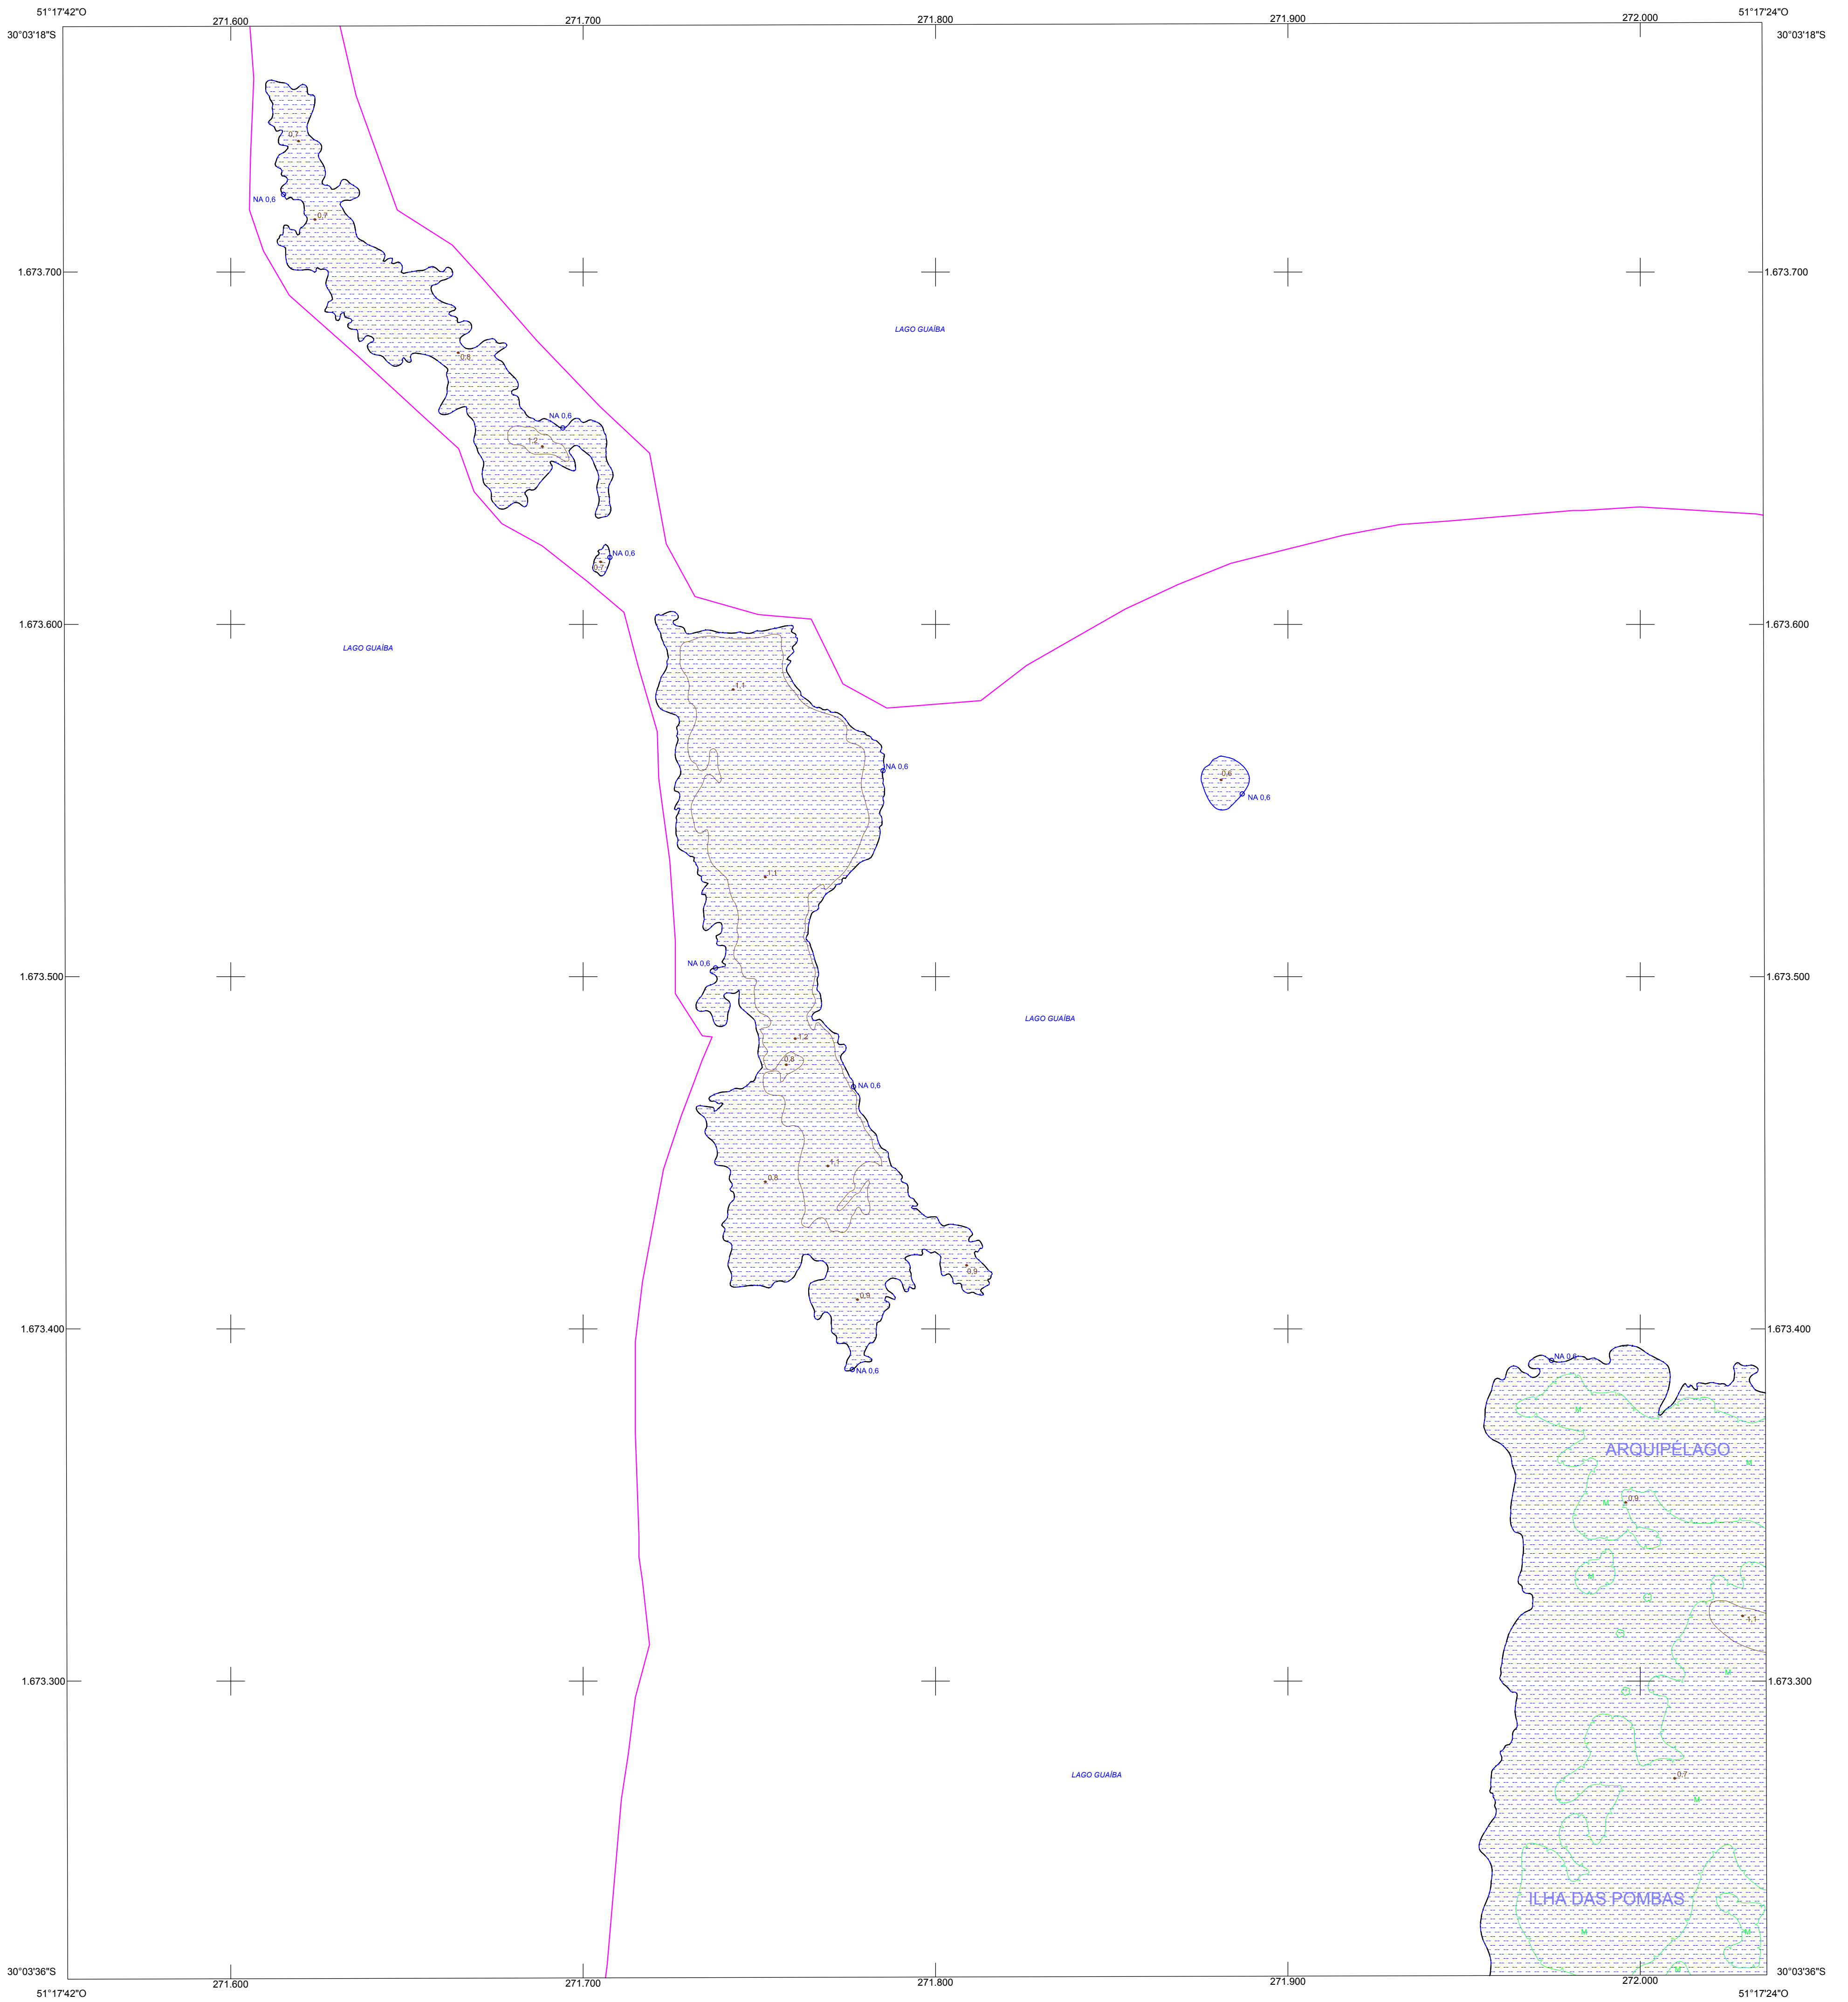 51°17'42"O
271.600
271.700
271.800
271.900
272.000
51°17'24"O
30°03'18"S
30°03'18"S
0,7
NA 0,6
0,7
1.673.700
1.673.700
LAGO GUAÍBA
0,8
NA 0,6
1,2
NA 0,6
0,7
1.673.600
1.673.600
LAGO GUAÍBA
1,1
NA 0,6
0,6
NA 0,6
1,1
NA 0,6
1.673.500
1.673.500
LAGO GUAÍBA
1,2
0,8
NA 0,6
1,1
0,8
0,9
0,9
1.673.400
1.673.400
NA 0,6
NA 0,6
M
ARQUIPÉLAGO
M
0,9
M
M
1,1
M
1.673.300
1.673.300
LAGO GUAÍBA
0,7
M
ILHA DAS POMBAS
M
M
M
30°03'36"S
30°03'36"S
271.600
271.700
271.800
271.900
272.000
51°17'42"O
51°17'24"O